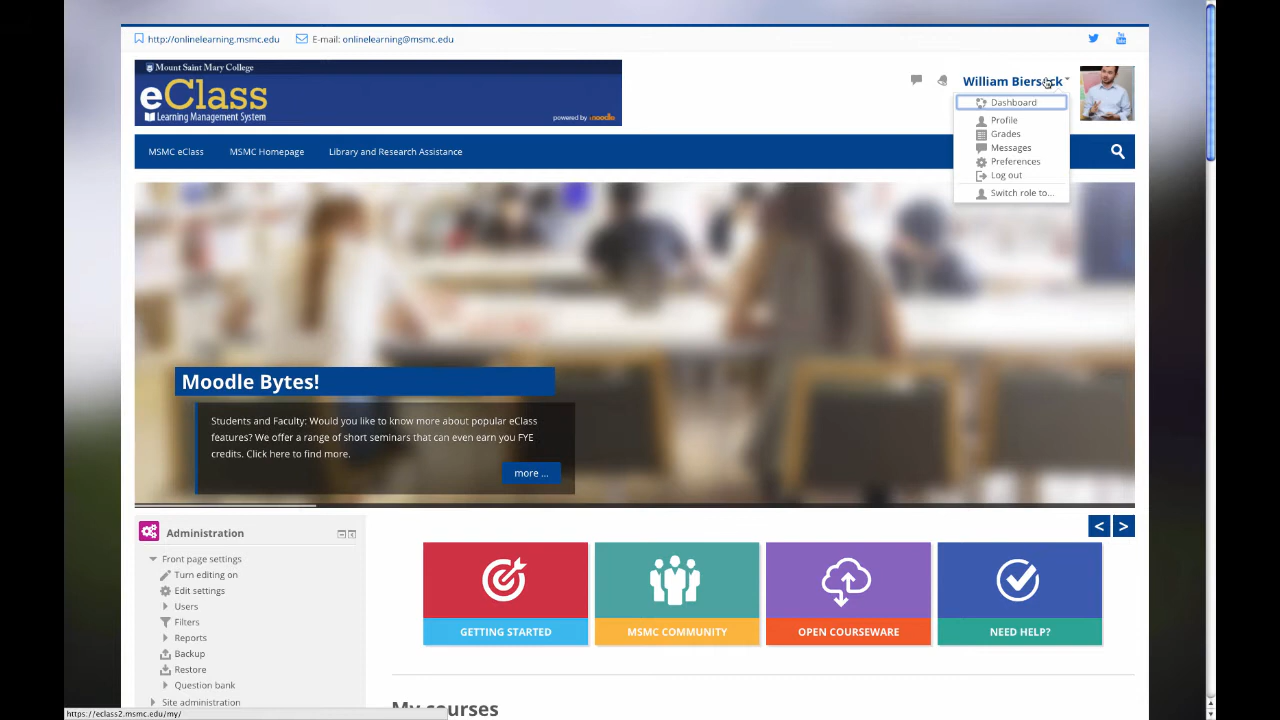 http://onlinelearning.msmc.edu E-mail: onlinelearning@msmc.edu
Mount Saint Mary College
eClass
Learning Management System
powered by moodle
William Biersack
Dashboard
Profile
Grades
Messages
Preferences
Log out
Switch role to...
MSMC eClass MSMC Homepage Library and Research Assistance
Moodle Bytes!
Students and Faculty: Would you like to know more about popular eClass
features? We offer a range of short seminars that can even earn you FYE
credits. Click here to find more.
more ...
< >
Administration
Front page settings
Turn editing on
Edit settings
Users
Filters
Reports
Backup
Restore
Question bank
Site administration
GETTING STARTED
MSMC COMMUNITY
OPEN COURSEWARE
NEED HELP?
My courses
https://eclass2.msmc.edu/my/